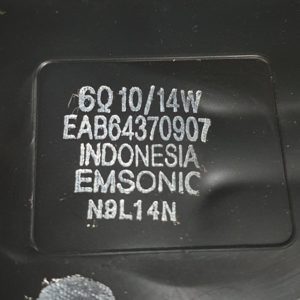 6Ω 10/14W
EAB64370907
INDONESIA
EMSONIC
N9L14N